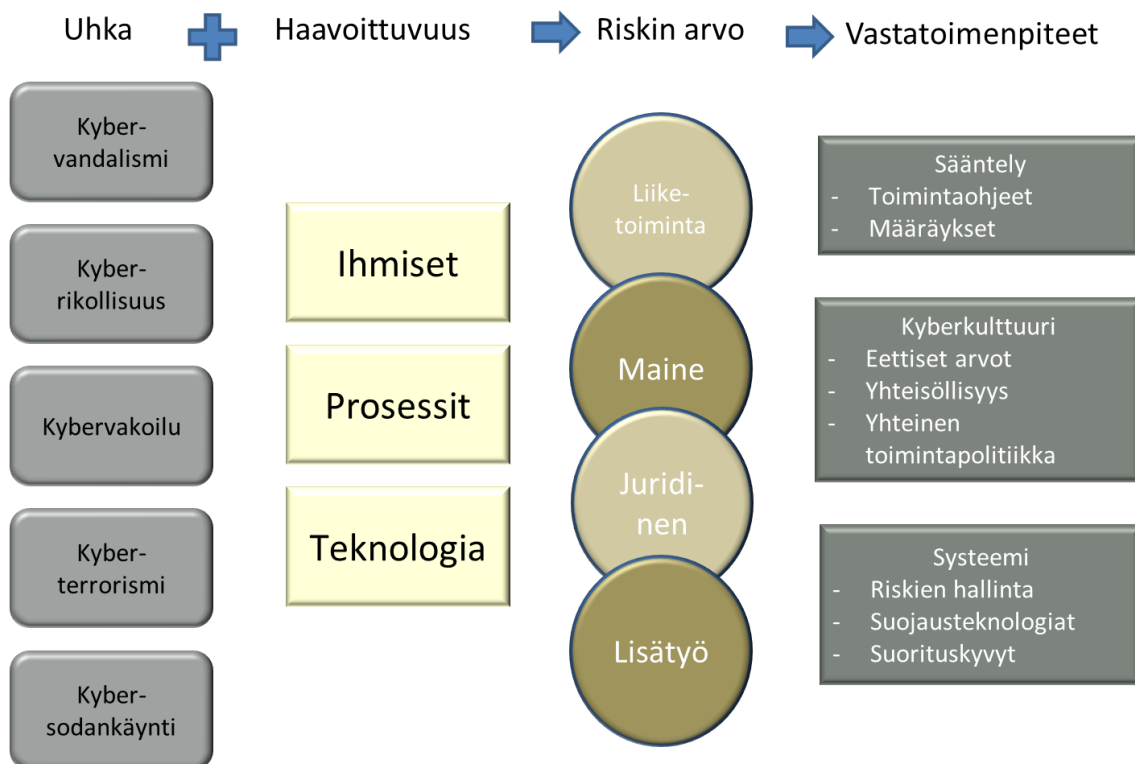 Uhka
Haavoittuvuus
Riskin arvo
Vastatoimenpiteet
Kyber-
vandalismi
Kyber-
rikollisuus
Kybervakoilu
Kyber-
terrorismi
Kyber-
sodankäynti
Ihmiset
Prosessit
Teknologia
Liike-
toiminta
Maine
Juridi-
nen
Lisätyö
Sääntely
- Toimintaohjeet
- Määräykset
Kyberkulttuuri
- Eettiset arvot
- Yhteisöllisyys
- Yhteinen
toimintapolitiikka
Systeemi
- Riskien hallinta
- Suojausteknologiat
- Suorituskyvyt